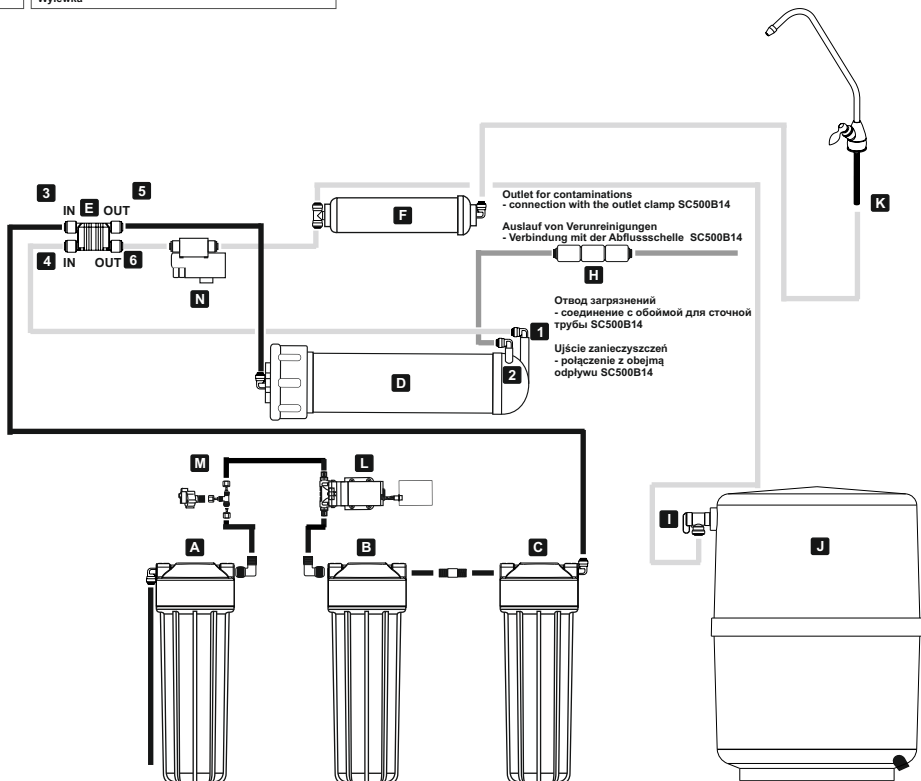 Wylewka
3
5
IN
E
OUT
4
IN
OUT
6
N
F
Outlet for contaminations
- connection with the outlet clamp SC500B14
K
Auslauf von Verunreinigungen
- Verbindung mit der Abflussschelle SC500B14
H
Отвод загрязнений
- соединение с обоймой для сточной
трубы SC500B14
1
Ujście zanieczyszczeń
- połączenie z obejmą
odpływu SC500B14
2
D
M
L
I
J
A
B
C